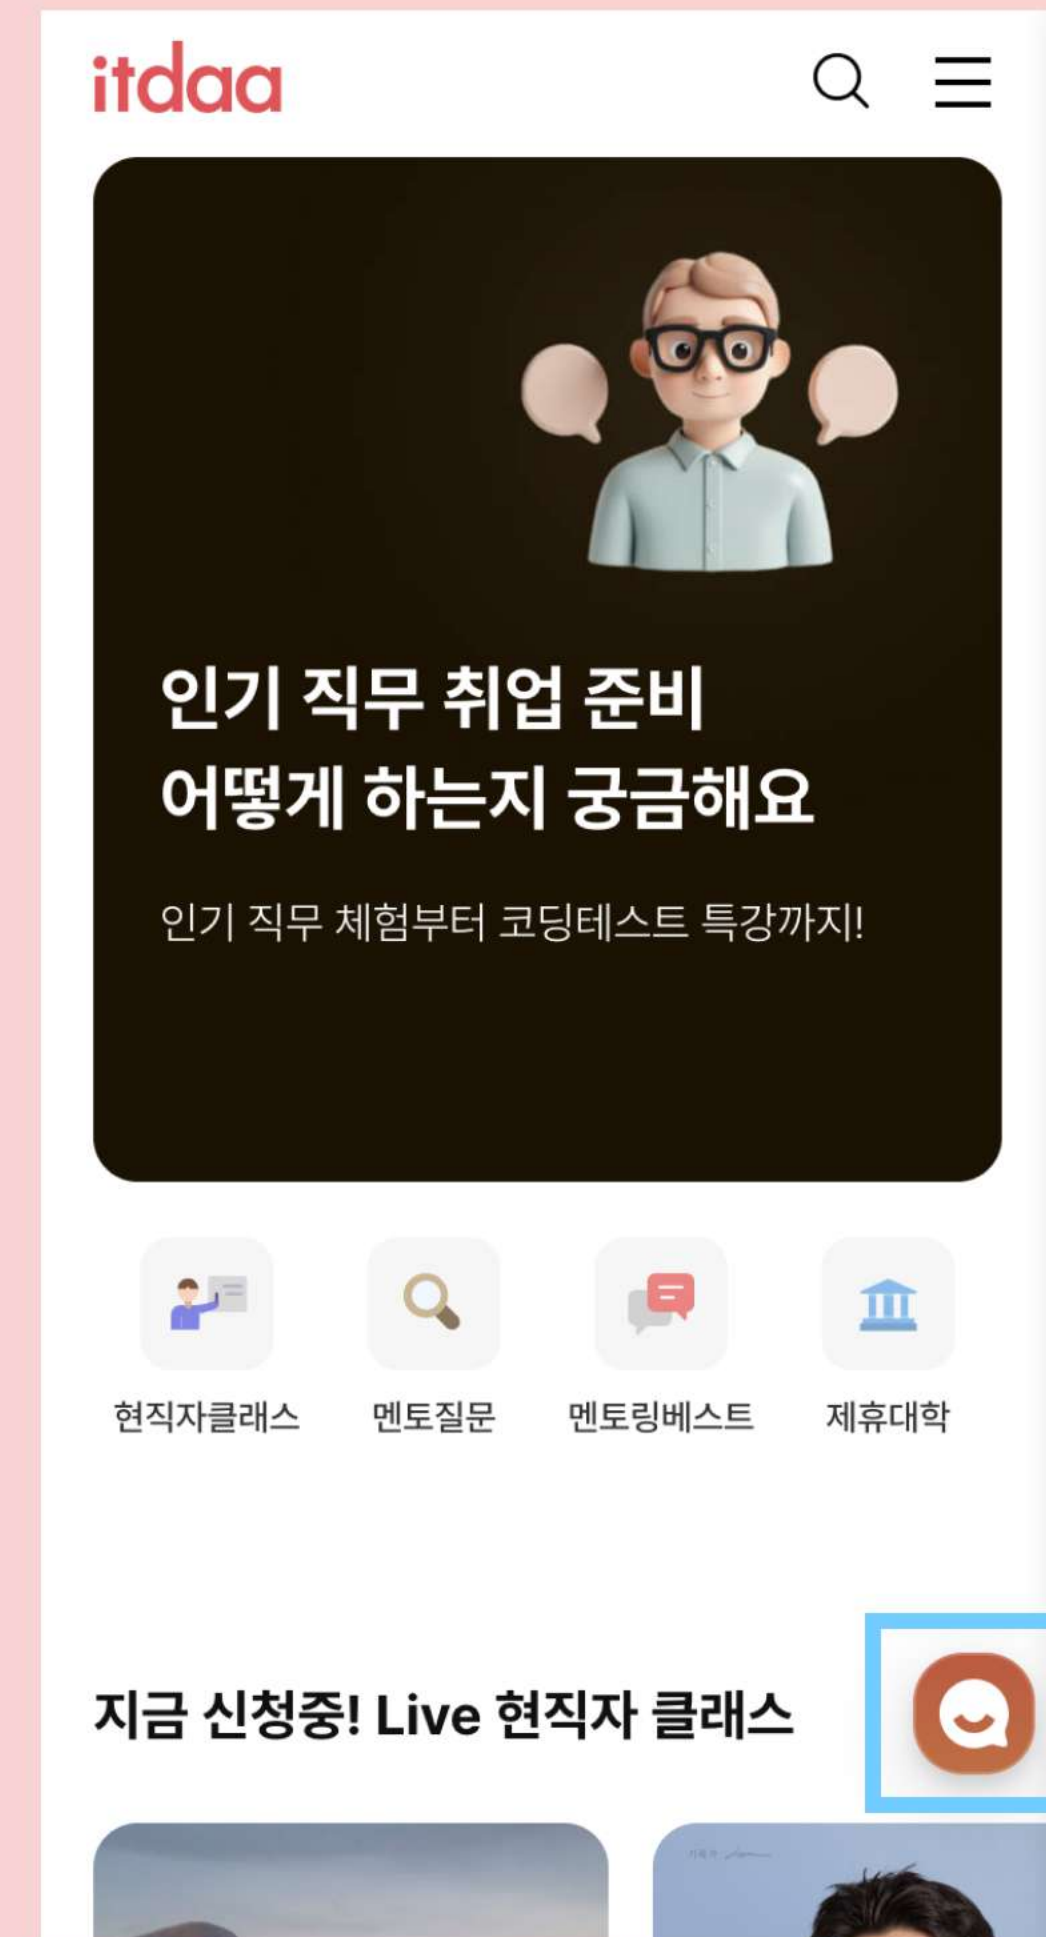 itdaa
인기 직무 취업 준비
어떻게 하는지 궁금해요
인기 직무 체험부터 코딩테스트 특강까지!
현직자클래스 멘토질문 멘토링베스트 제휴대학
지금 신청중! Live 현직자 클래스